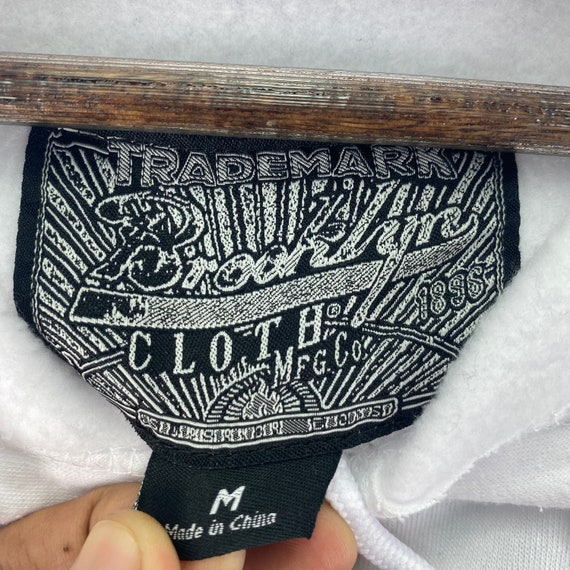 TRADEMARK
Brooklyn
1896
CLOTH®
MFG. Co.
M
Made in China